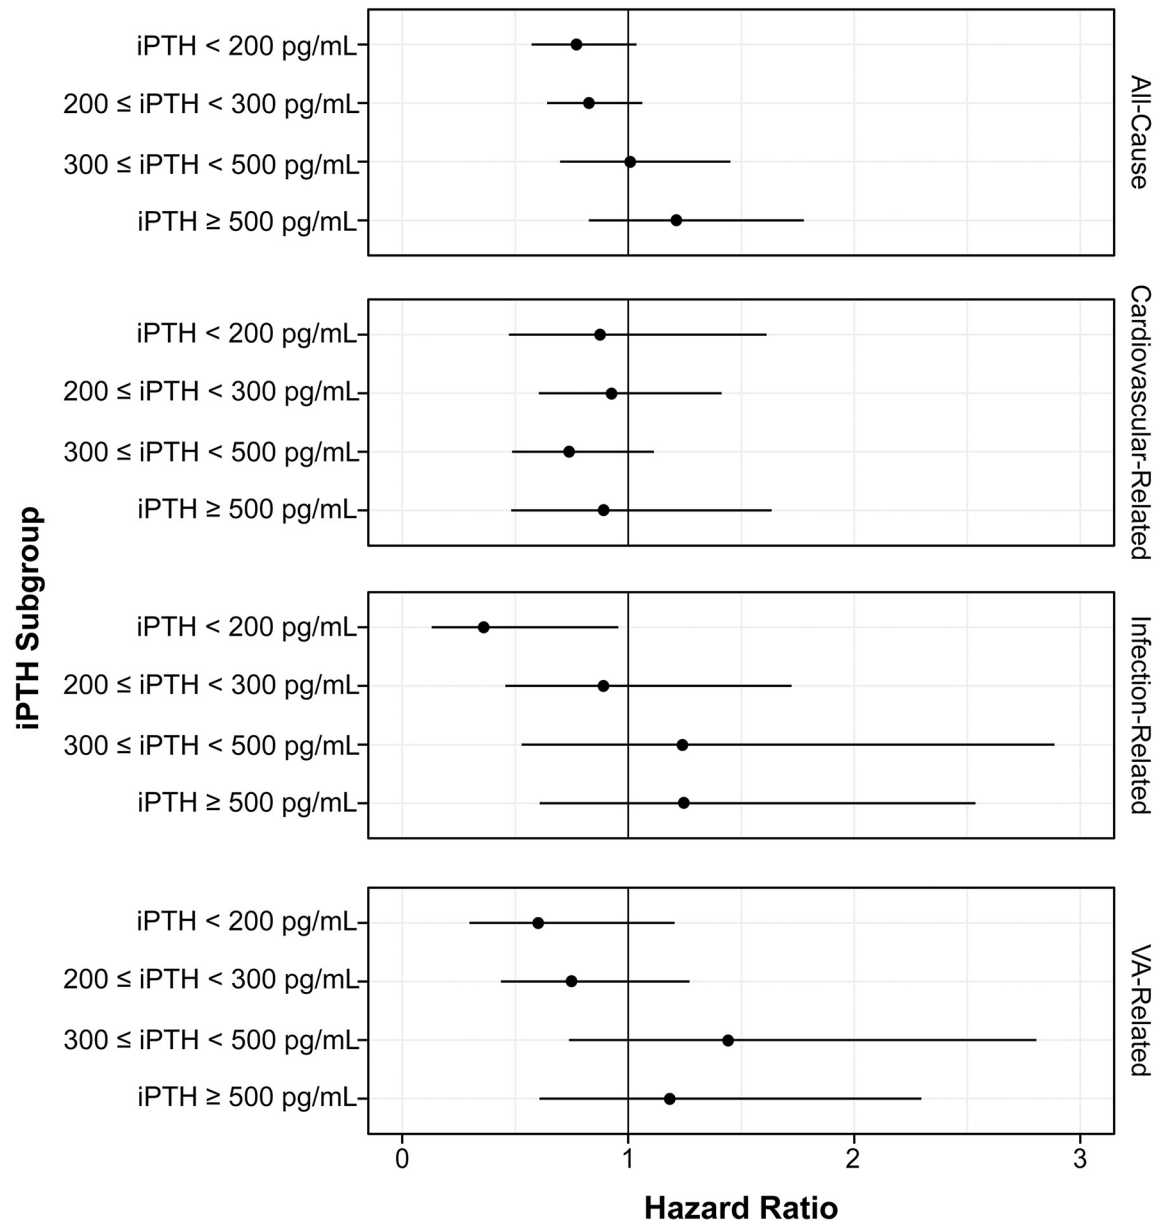 iPTH Subgroup
All-Cause
iPTH < 200 pg/mL
200 ≤ iPTH < 300 pg/mL
300 ≤ iPTH < 500 pg/mL
iPTH ≥ 500 pg/mL
Cardiovascular-Related
iPTH < 200 pg/mL
200 ≤ iPTH < 300 pg/mL
300 ≤ iPTH < 500 pg/mL
iPTH ≥ 500 pg/mL
Infection-Related
iPTH < 200 pg/mL
200 ≤ iPTH < 300 pg/mL
300 ≤ iPTH < 500 pg/mL
iPTH ≥ 500 pg/mL
VA-Related
iPTH < 200 pg/mL
200 ≤ iPTH < 300 pg/mL
300 ≤ iPTH < 500 pg/mL
iPTH ≥ 500 pg/mL
0 1 2 3
Hazard Ratio